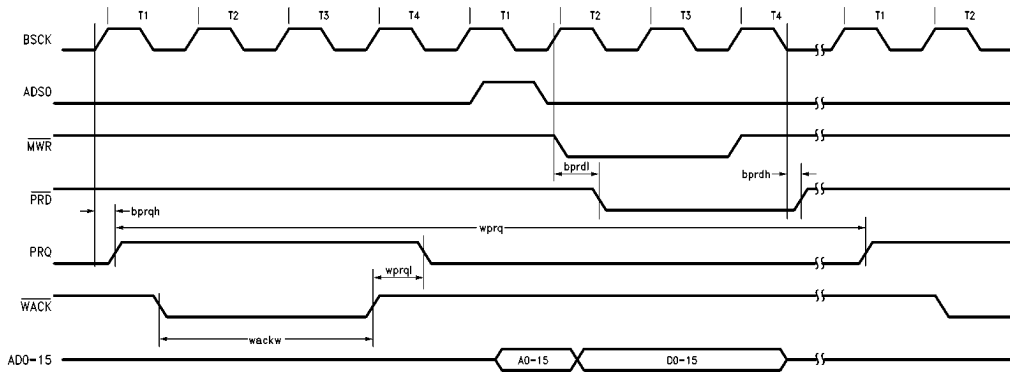 T1 T2 T3 T4 T1 T2 T3 T4 T1 T2
BSCK
ADS0
MWR
bprdl bprdh
PRD
bprqh
wprq
PRQ
wprql
WACK
wackw
AD0-15 A0-15 D0-15